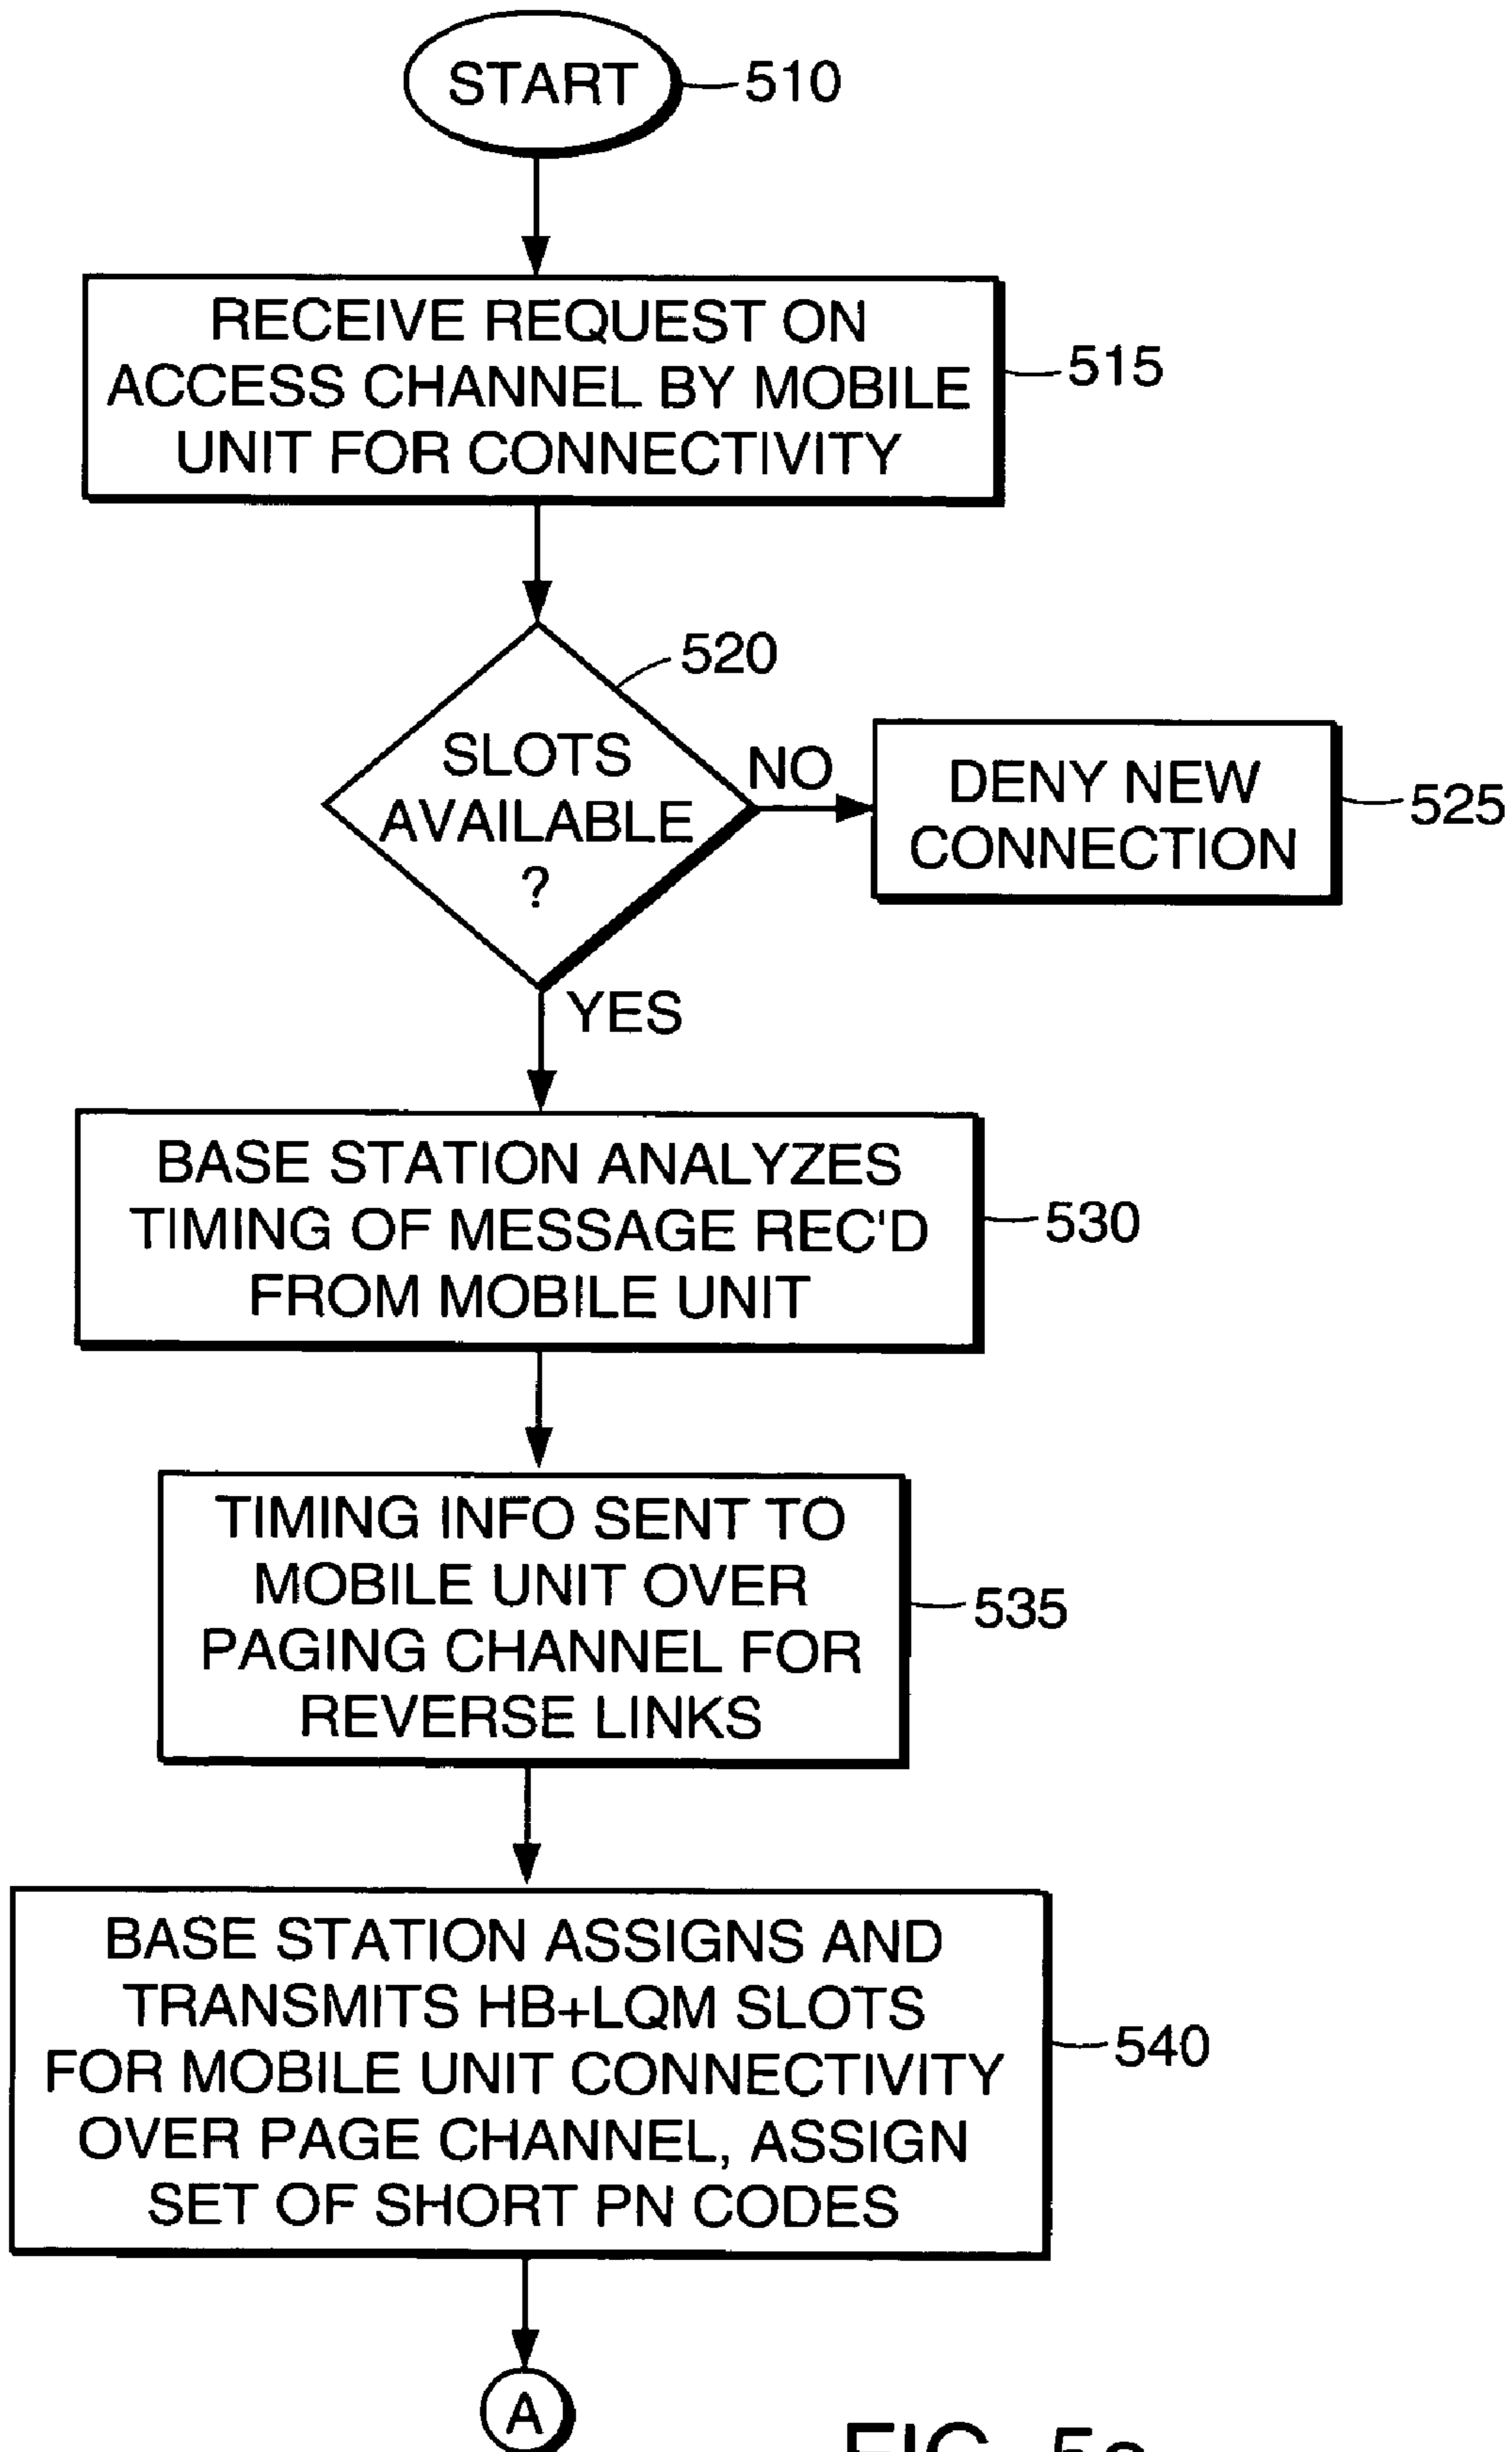 START
510
RECEIVE REQUEST ON
ACCESS CHANNEL BY MOBILE
UNIT FOR CONNECTIVITY
515
520
SLOTS
AVAILABLE
?
NO
DENY NEW
CONNECTION
525
YES
BASE STATION ANALYZES
TIMING OF MESSAGE REC'D
FROM MOBILE UNIT
530
TIMING INFO SENT TO
MOBILE UNIT OVER
PAGING CHANNEL FOR
REVERSE LINKS
535
BASE STATION ASSIGNS AND
TRANSMITS HB+LQM SLOTS
FOR MOBILE UNIT CONNECTIVITY
OVER PAGE CHANNEL, ASSIGN
SET OF SHORT PN CODES
540
A
FIG. 5a